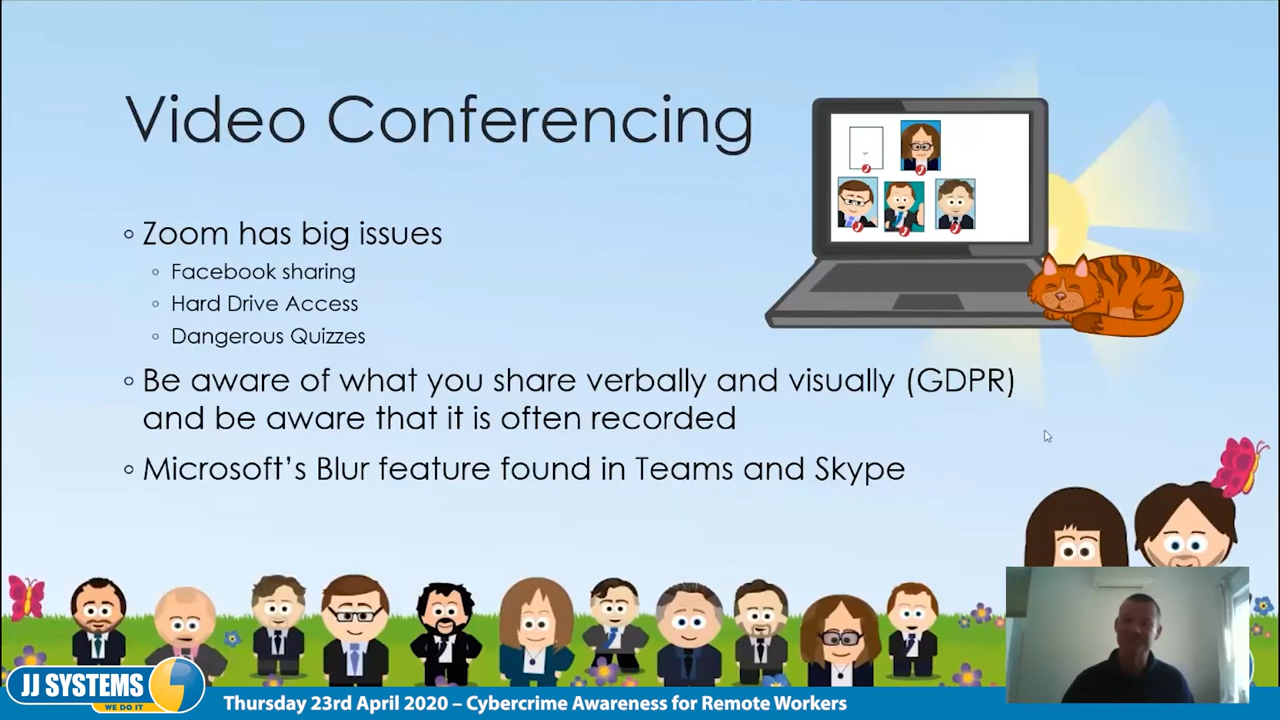 Video Conferencing
Zoom has big issues
Facebook sharing
Hard Drive Access
Dangerous Quizzes
Be aware of what you share verbally and visually (GDPR)
and be aware that it is often recorded
Microsoft’s Blur feature found in Teams and Skype
JJ SYSTEMS
WE DO IT
Thursday 23rd April 2020 – Cybercrime Awareness for Remote Workers